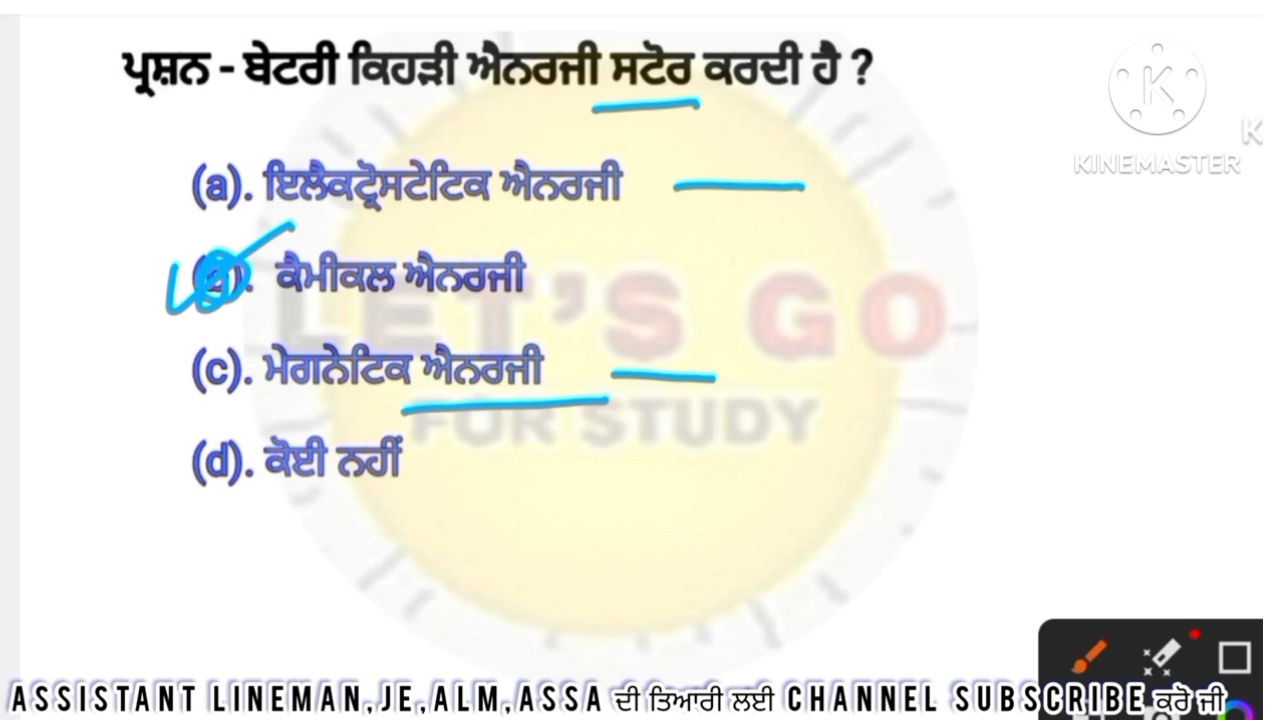 ਪ੍ਰਸ਼ਨ - ਬੇਟਰੀ ਕਿਹੜੀ ਐਨਰਜੀ ਸਟੋਰ ਕਰਦੀ ਹੈ ?
K
KINEMASTER
K
(a). ਇਲੈਕਟ੍ਰੋਸਟੇਟਿਕ ਐਨਰਜੀ
ਕੈਮੀਕਲ ਐਨਰਜੀ
LET'S GO
(c). ਮੇਗਨੇਟਿਕ ਐਨਰਜੀ
FOR STUDY
(d). ਕੋਈ ਨਹੀਂ
ASSISTANT LINEMAN,JE,ALM,ASSA ਦੀ ਤਿਆਰੀ ਲਈ CHANNEL SUBSCRIBE ਕਰੋ ਜੀ